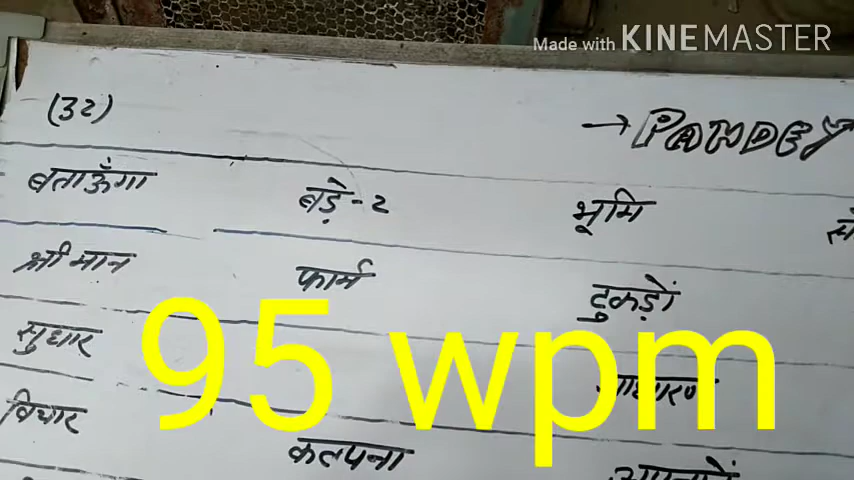 Made with KINEMASTER
(32) → PANDEY
बताऊँगा बड़े-2 भूमि
श्रीमान फार्म टुकड़ों
सुधार
95 wpm
विचार कल्पना